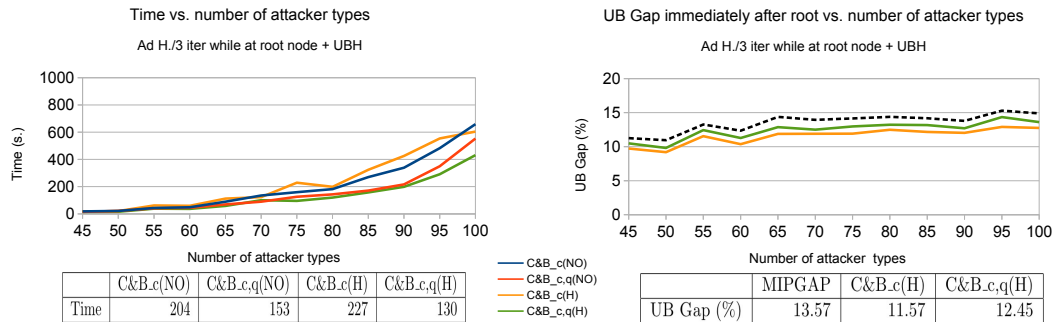 Time vs. number of attacker types
Ad H./3 iter while at root node + UBH
Time (s.)
1000
800
600
400
200
0
45 50 55 60 65 70 75 80 85 90 95 100
Number of attacker types
C&B_c(NO) C&B_c,q(NO) C&B_c(H) C&B_c,q(H)
Time 204 153 227 130
C&B_c(NO)
C&B_c,q(NO)
C&B_c(H)
C&B_c,q(H)
UB Gap immediately after root vs. number of attacker types
Ad H./3 iter while at root node + UBH
UB Gap (%)
20
15
10
5
0
45 50 55 60 65 70 75 80 85 90 95 100
Number of attacker types
MIPGAP C&B_c(H) C&B_c,q(H)
UB Gap (%) 13.57 11.57 12.45